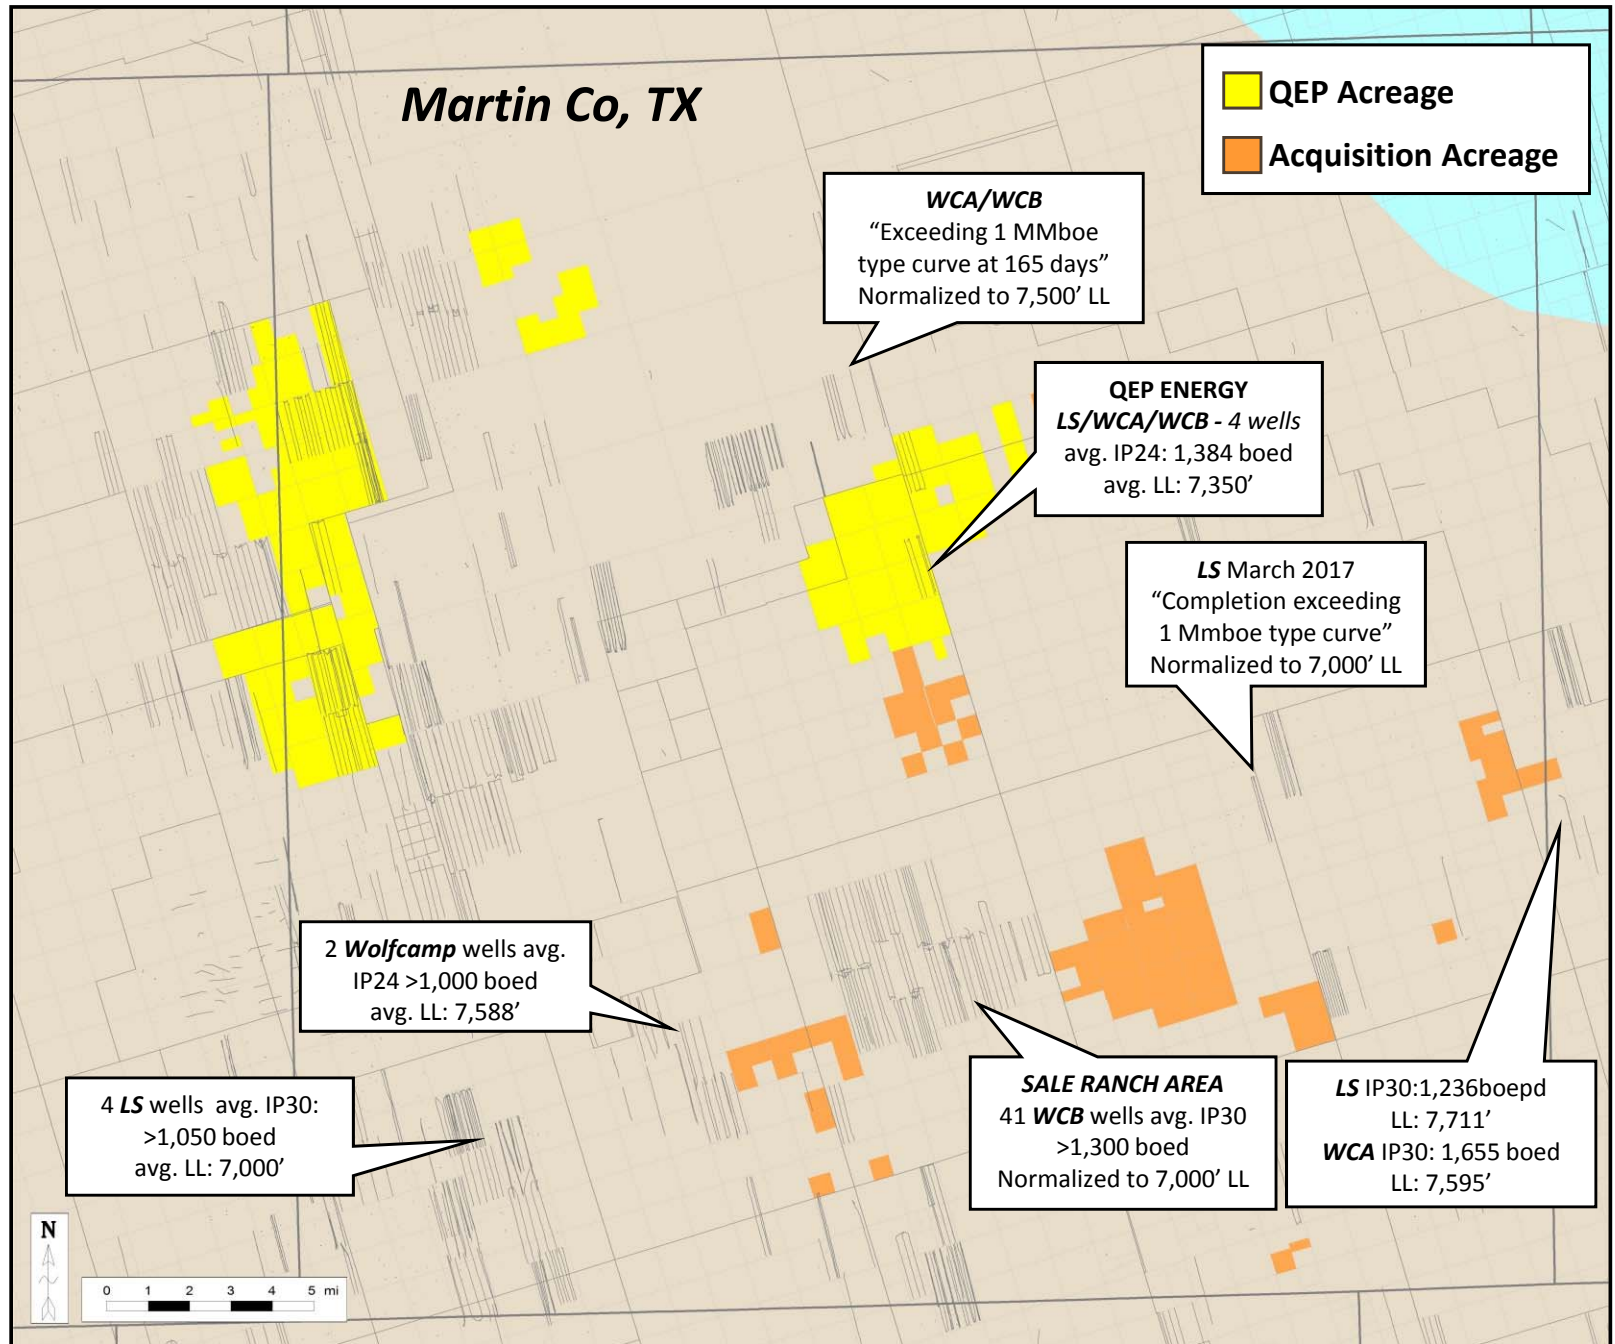 Martin Co, TX
QEP Acreage
Acquisition Acreage
WCA/WCB
“Exceeding 1 MMboe
type curve at 165 days”
Normalized to 7,500’ LL
QEP ENERGY
LS/WCA/WCB - 4 wells
avg. IP24: 1,384 boed
avg. LL: 7,350’
LS March 2017
“Completion exceeding
1 Mmboe type curve”
Normalized to 7,000’ LL
2 Wolfcamp wells avg.
IP24 >1,000 boed
avg. LL: 7,588’
4 LS wells avg. IP30:
>1,050 boed
avg. LL: 7,000’
SALE RANCH AREA
41 WCB wells avg. IP30
>1,300 boed
Normalized to 7,000’ LL
LS IP30:1,236boepd
LL: 7,711’
WCA IP30: 1,655 boed
LL: 7,595’
N
0 1 2 3 4 5 mi